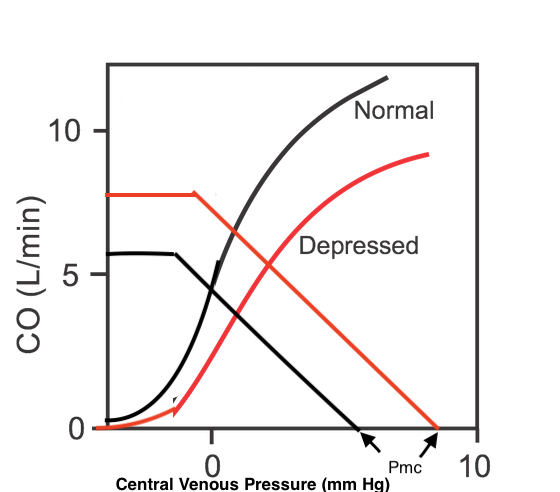 10
Normal
CO (L/min)
5
Depressed
0
0
Pmc
10
Central Venous Pressure (mm Hg)